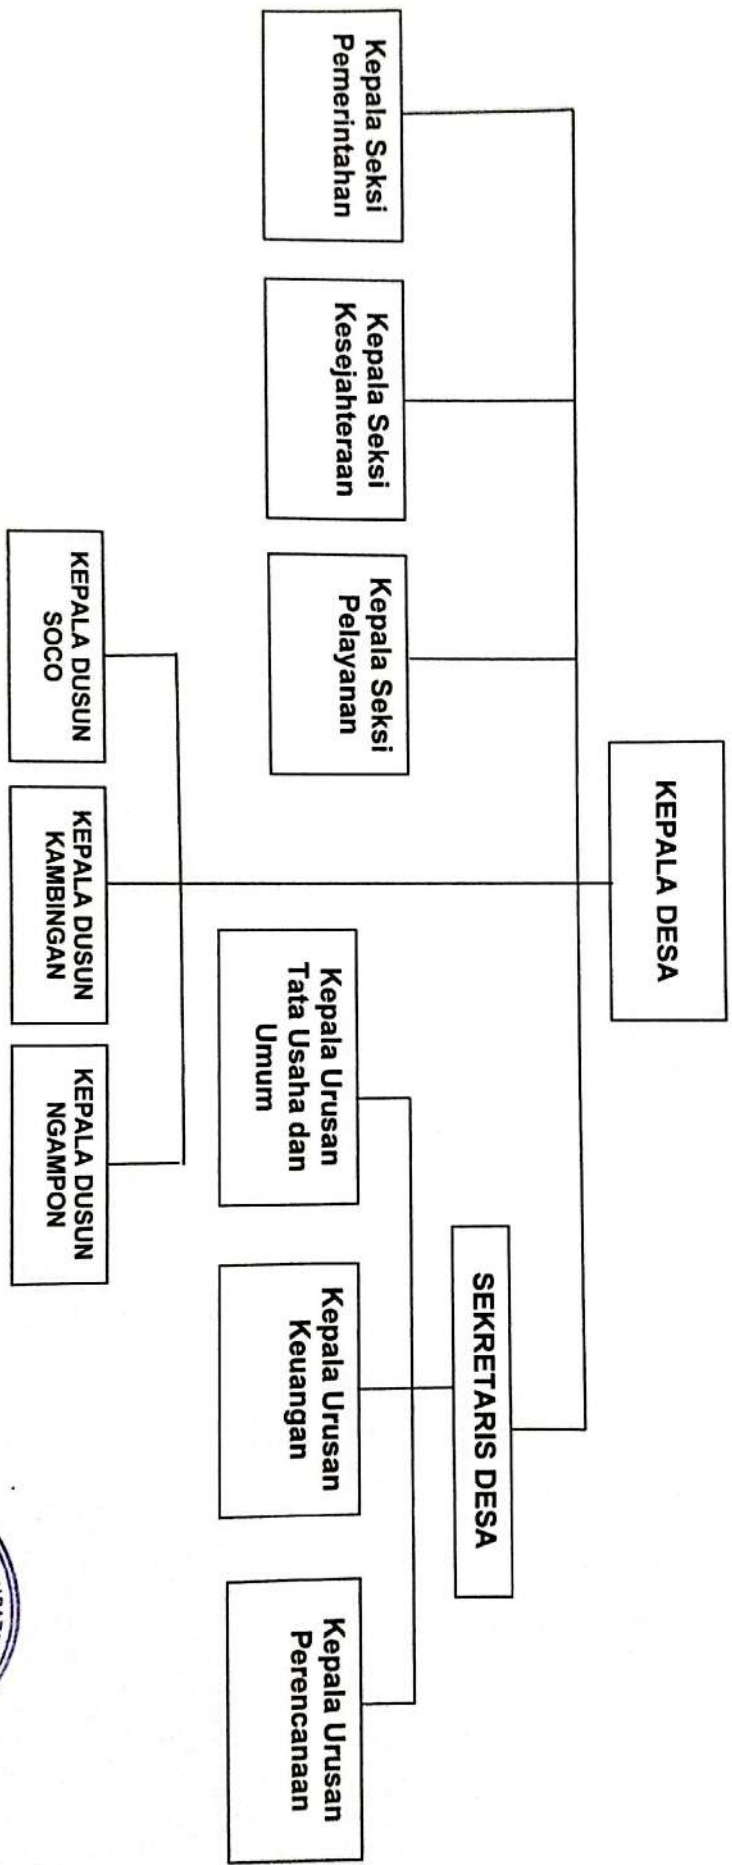 KEPALA DESA
SEKRETARIS DESA
Kepala Seksi
Pemerintahan
Kepala Seksi
Kesejahteraan
Kepala Seksi
Pelayanan
Kepala Urusan
Tata Usaha dan
Umum
Kepala Urusan
Keuangan
Kepala Urusan
Perencanaan
KEPALA DUSUN
SOCO
KEPALA DUSUN
KAMBINGAN
KEPALA DUSUN
NGAMPON